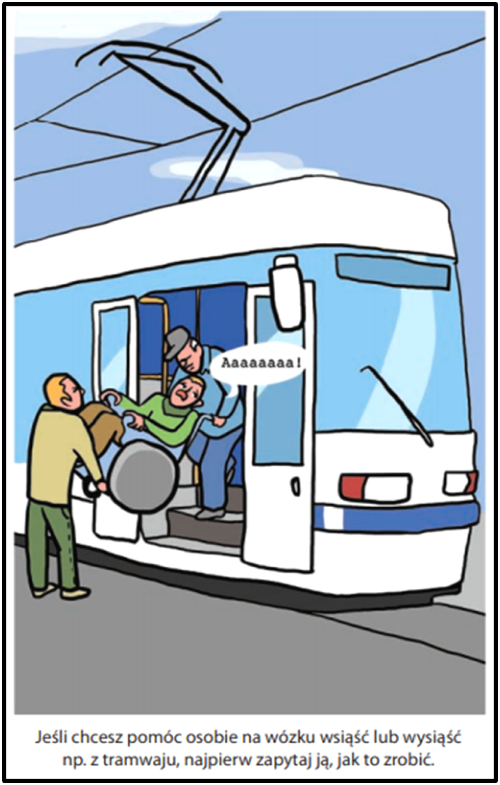 Aaaaaaaa!
Jeśli chcesz pomóc osobie na wózku wsiąść lub wysiąść
np. z tramwaju, najpierw zapytaj ją, jak to zrobić.